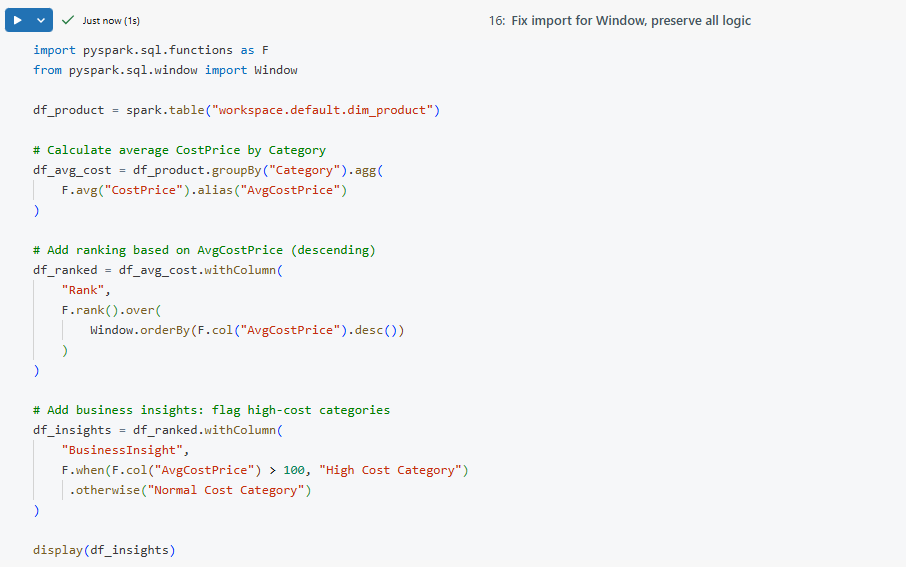 Just now (1s)
16: Fix import for Window, preserve all logic
import pyspark.sql.functions as F
from pyspark.sql.window import Window
df_product = spark.table("workspace.default.dim_product")
# Calculate average CostPrice by Category
df_avg_cost = df_product.groupBy("Category").agg(
    F.avg("CostPrice").alias("AvgCostPrice")
)
# Add ranking based on AvgCostPrice (descending)
df_ranked = df_avg_cost.withColumn(
    "Rank",
    F.rank().over(
        Window.orderBy(F.col("AvgCostPrice").desc())
    )
)
# Add business insights: flag high-cost categories
df_insights = df_ranked.withColumn(
    "BusinessInsight",
    F.when(F.col("AvgCostPrice") > 100, "High Cost Category")
     .otherwise("Normal Cost Category")
)
display(df_insights)